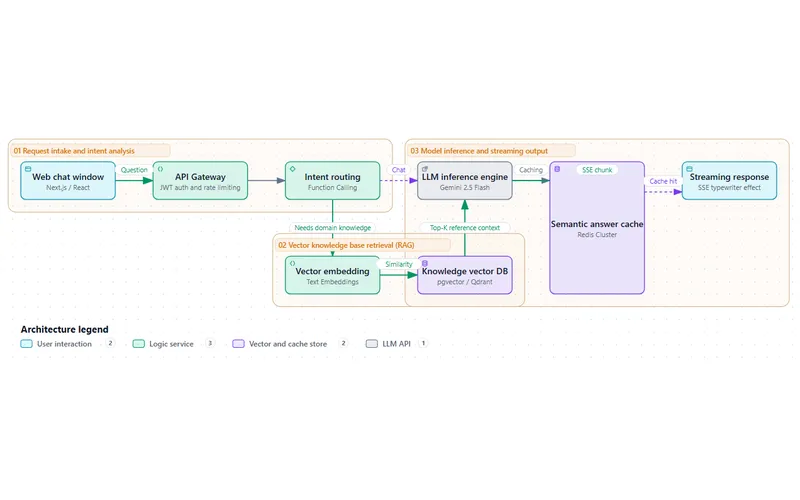 01 Request intake and intent analysis
03 Model inference and streaming output
Web chat window
Next.js / React
Question
API Gateway
JWT auth and rate limiting
Intent routing
Function Calling
Chat
LLM inference engine
Gemini 2.5 Flash
Caching
SSE chunk
Semantic answer cache
Redis Cluster
Cache hit
Streaming response
SSE typewriter effect
Needs domain knowledge
Top-K reference context
02 Vector knowledge base retrieval (RAG)
Vector embedding
Text Embeddings
Similarity
Knowledge vector DB
pgvector / Qdrant
Architecture legend
User interaction 2
Logic service 3
Vector and cache store 2
LLM API 1